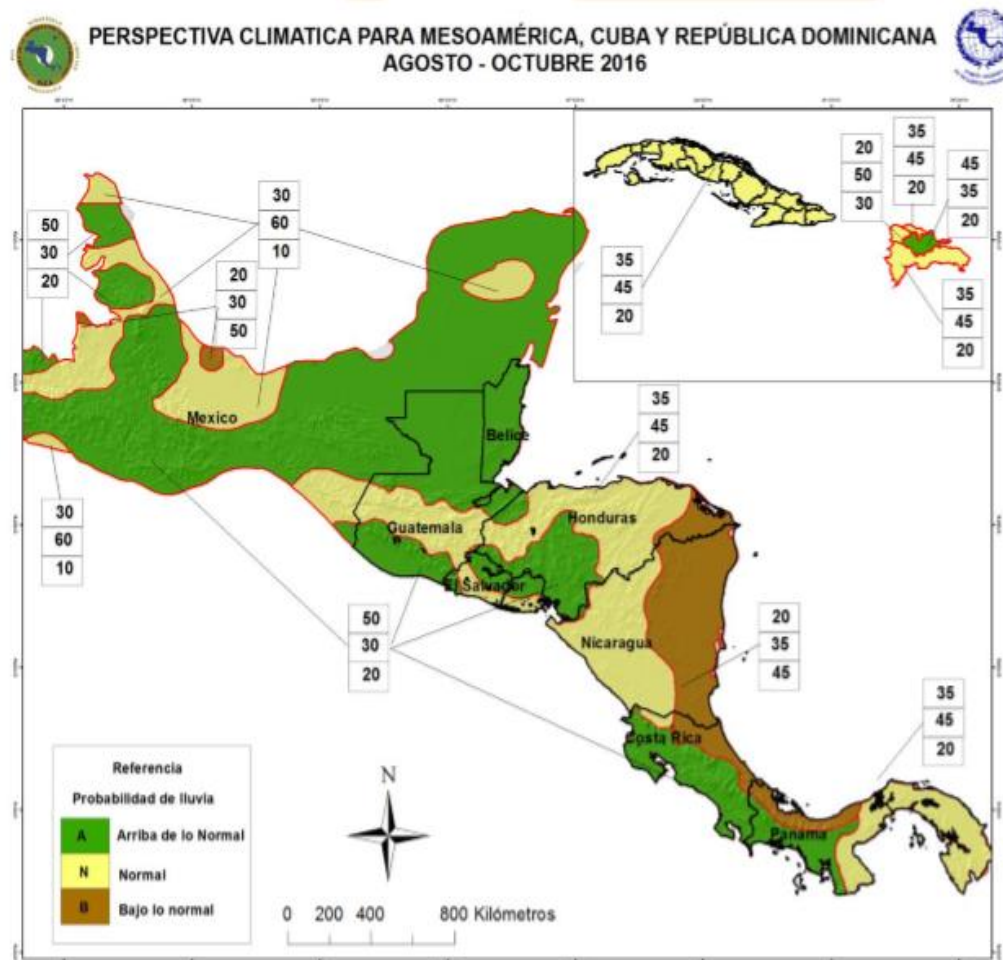 PERSPECTIVA CLIMATICA PARA MESOAMÉRICA, CUBA Y REPÚBLICA DOMINICANA
AGOSTO - OCTUBRE 2016
50
30
20
30
60
10
20
30
50
35
45
20
20
50
30
35
45
20
45
35
20
35
45
20
Mexico
Belice
35
45
20
30
60
10
Guatemala
Honduras
El Salvador
Nicaragua
50
30
20
20
35
45
35
45
20
Costa Rica
Panama
Referencia
Probabilidad de lluvia
A Arriba de lo Normal
N Normal
B Bajo lo normal
N
0 200 400 800 Kilómetros